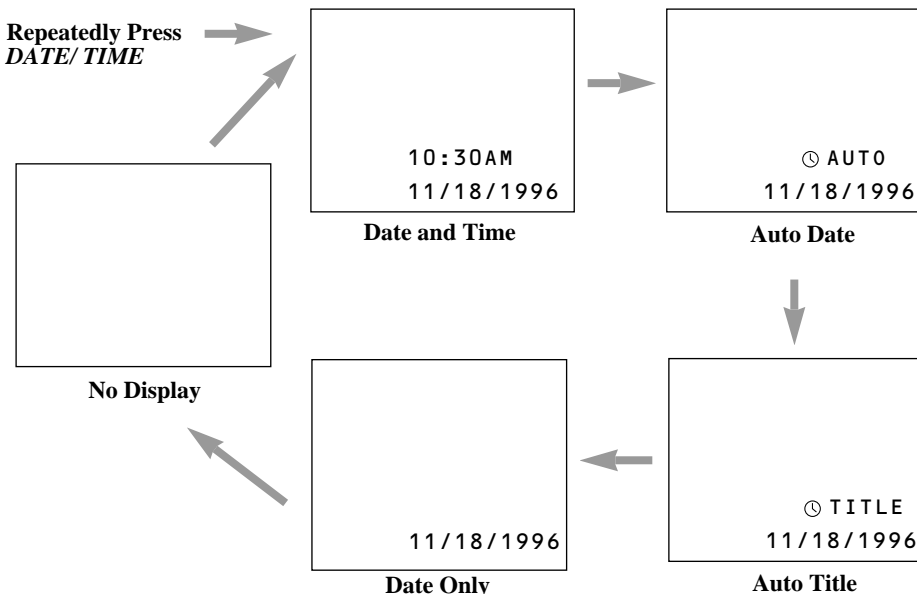 Repeatedly Press
DATE/ TIME
10:30AM
11/18/1996
Date and Time
AUTO
11/18/1996
Auto Date
TITLE
11/18/1996
Auto Title
11/18/1996
Date Only
No Display